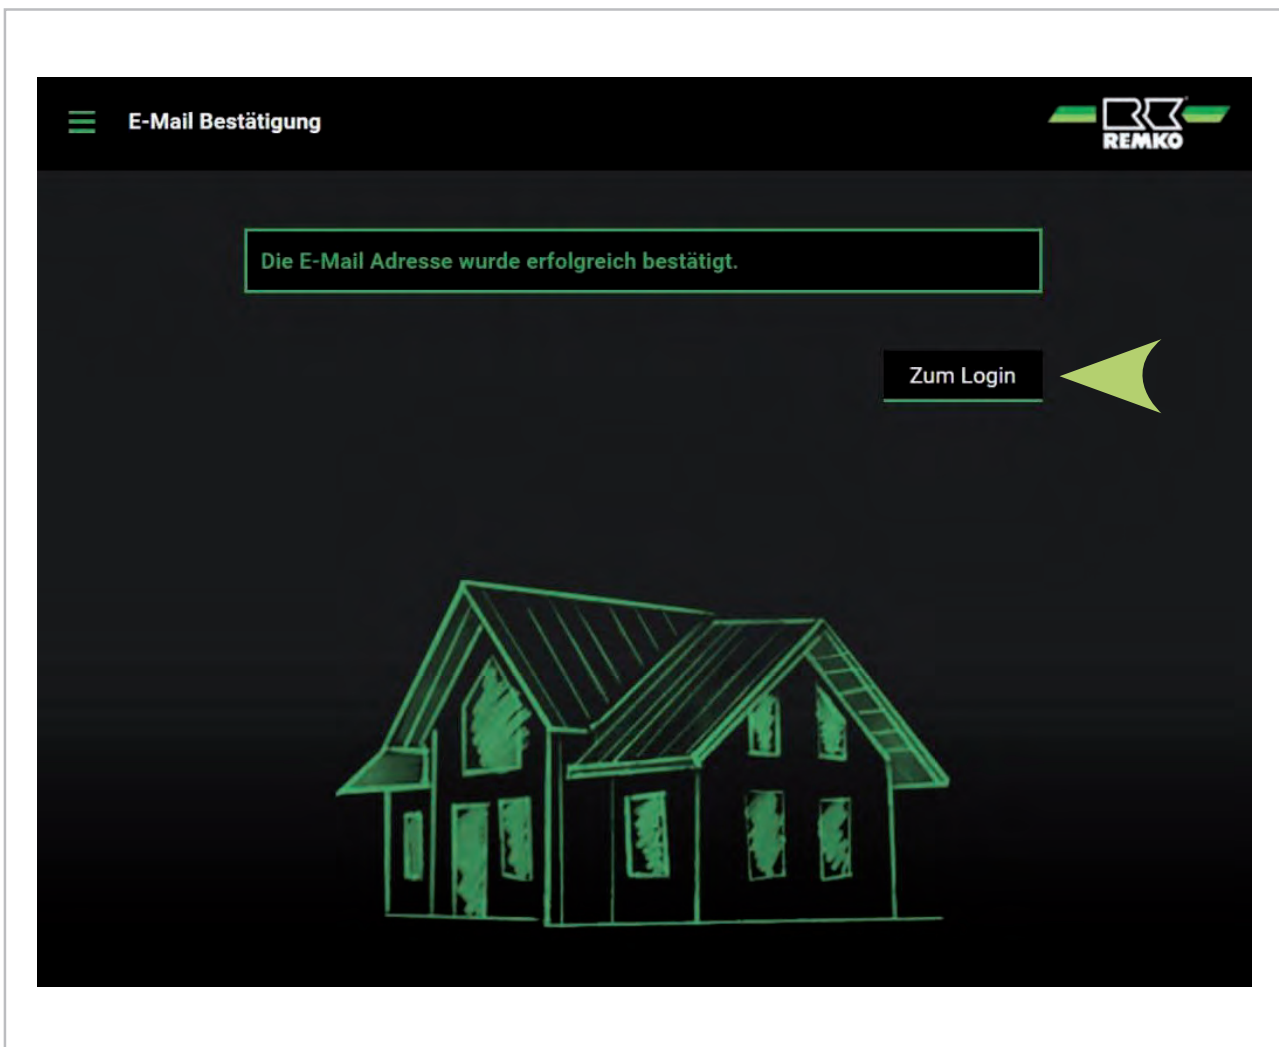 E-Mail Bestätigung
REMKO
Die E-Mail Adresse wurde erfolgreich bestätigt.
Zum Login